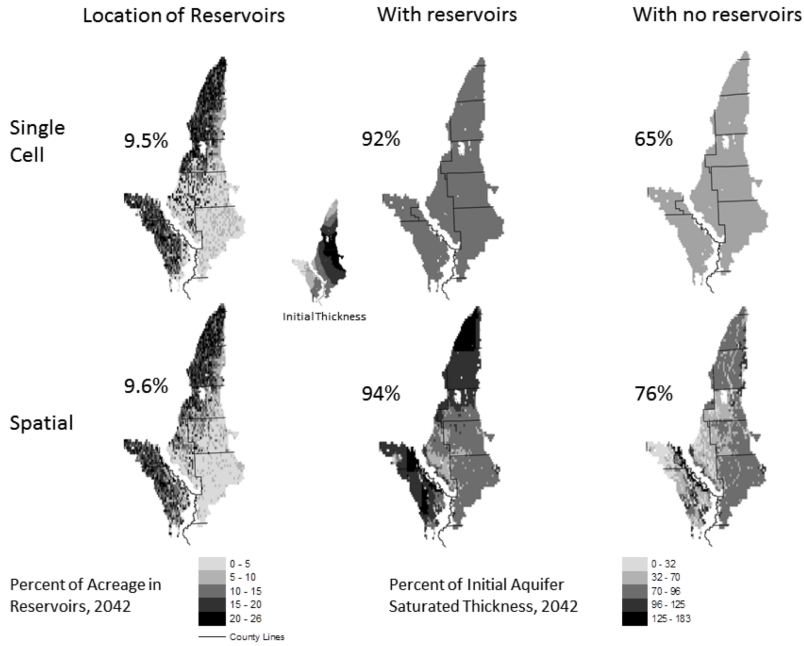 Location of Reservoirs
With reservoirs
With no reservoirs
Single
Cell
9.5%
92%
65%
Initial Thickness
Spatial
9.6%
94%
76%
Percent of Acreage in
Reservoirs, 2042
0 - 5
5 - 10
10 - 15
15 - 20
20 - 26
County Lines
Percent of Initial Aquifer
Saturated Thickness, 2042
0 - 32
32 - 70
70 - 96
96 - 125
125 - 183